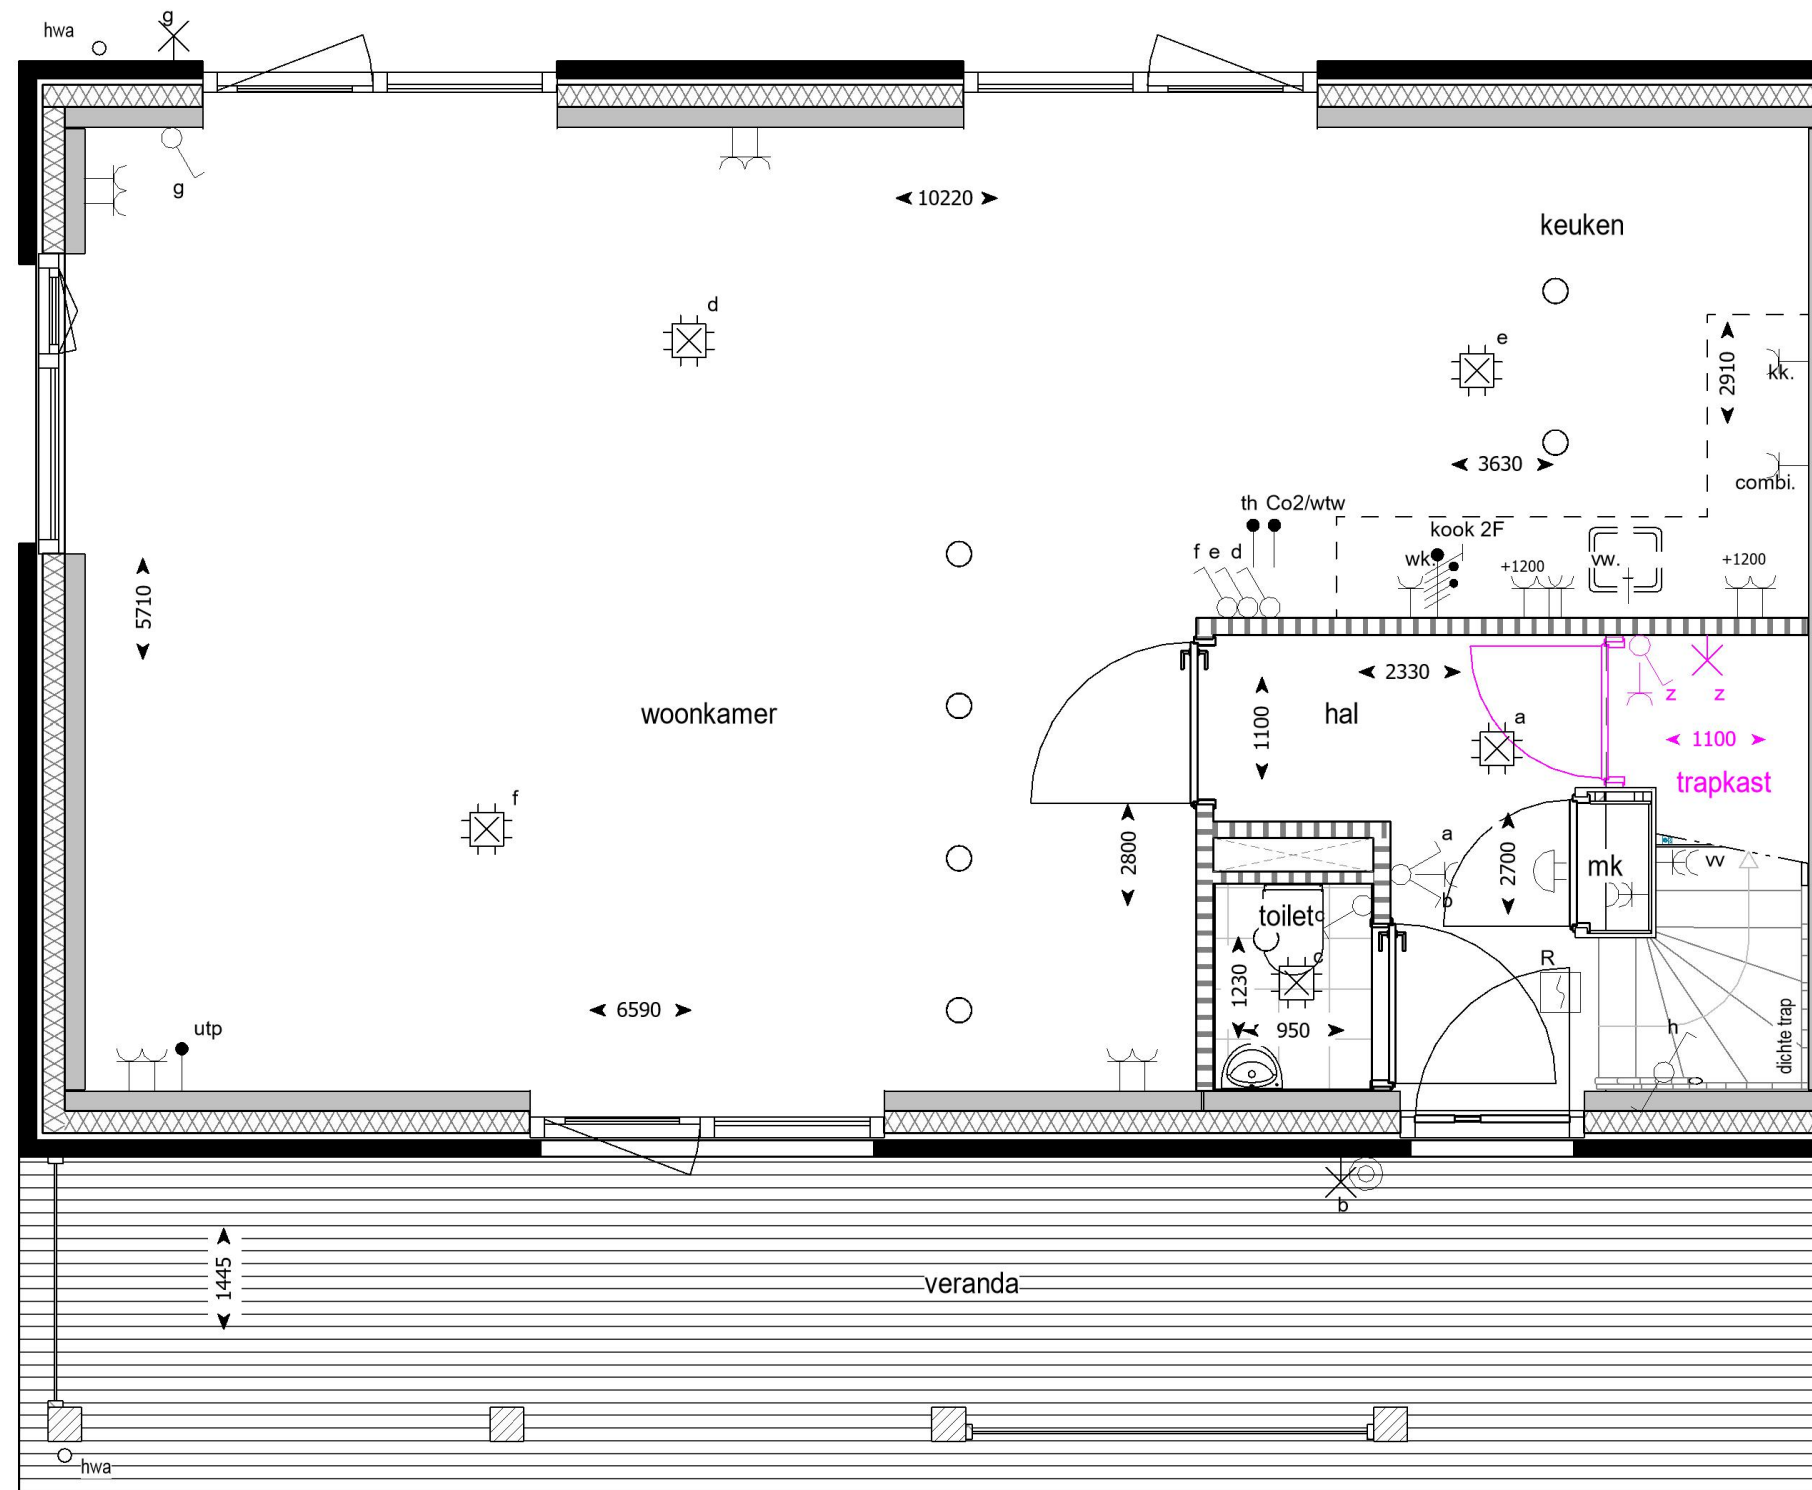 g
hwa
g
10220
keuken
d
e
2910
kk.
3630
combi.
th Co2/wtw
kook 2F
f e d
wk.
+1200
vw.
+1200
5710
2330
z z
woonkamer
1100
hal
a
1100
trapkast
f
2800
a
2700
mk
vv
b
toilet
c
c
1230
R
6590
950
utp
h
dichte trap
b
1445
veranda
hwa